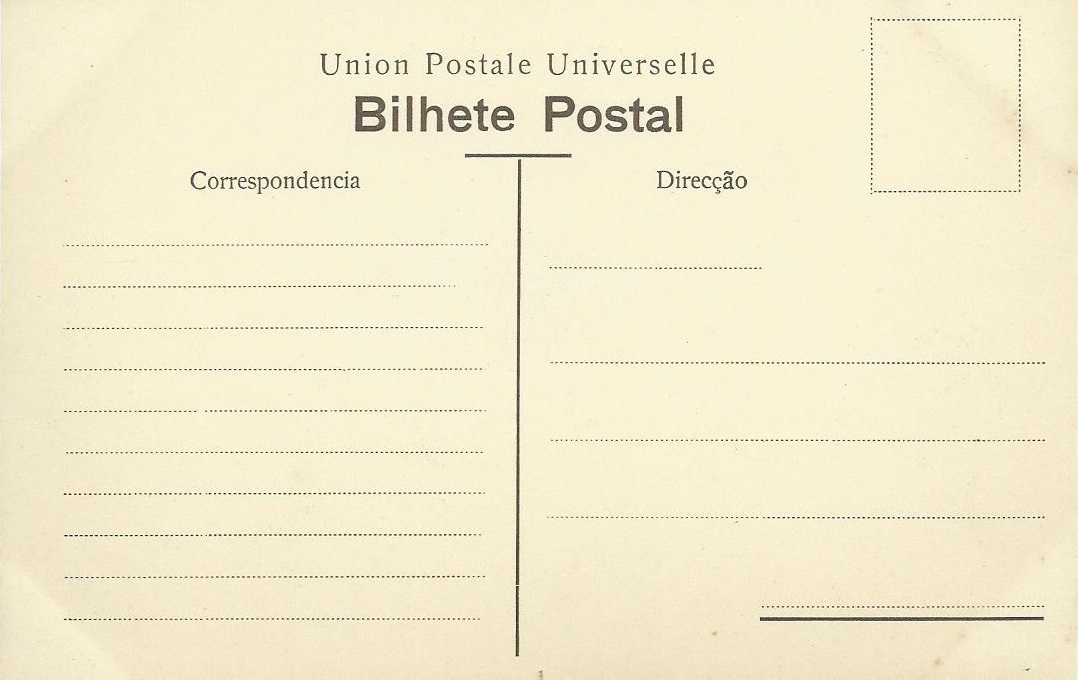 Union Postale Universelle
Bilhete Postal
Correspondencia
Direcção